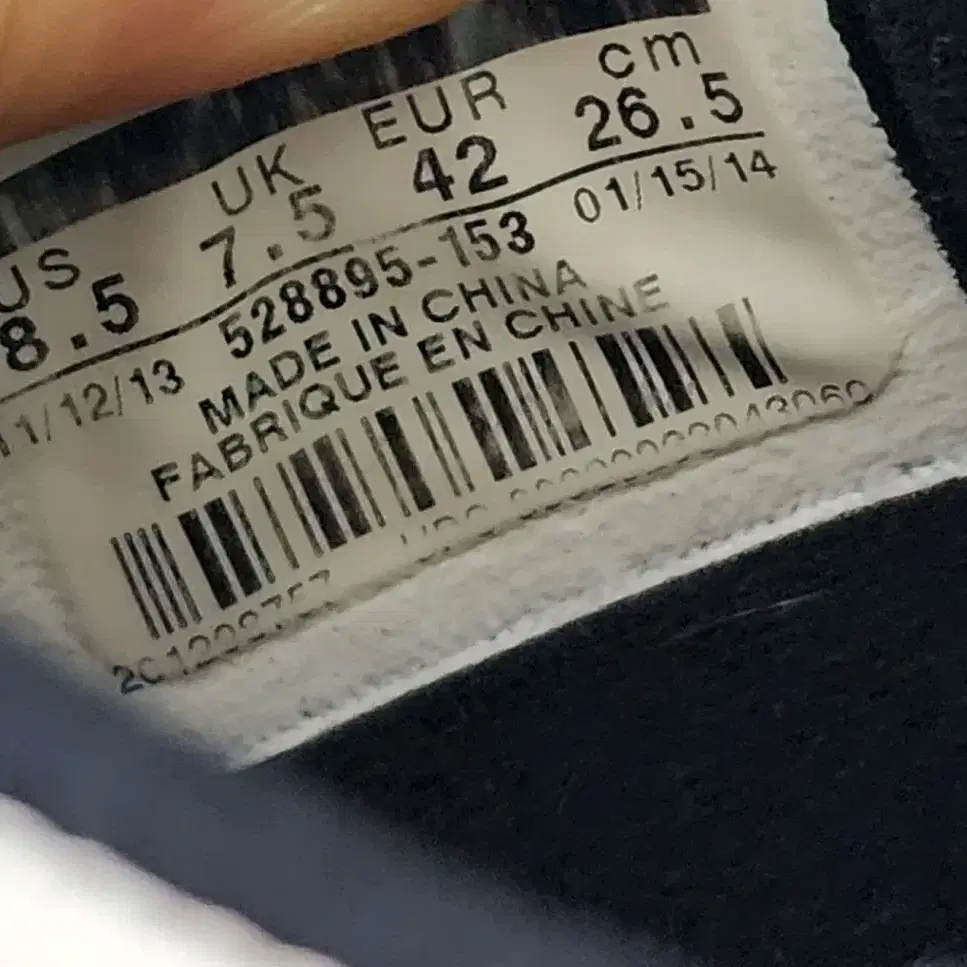 US UK EUR cm
8.5 7.5 42 26.5
11/12/13 528895-153 01/15/14
MADE IN CHINA
FABRIQUE EN CHINE